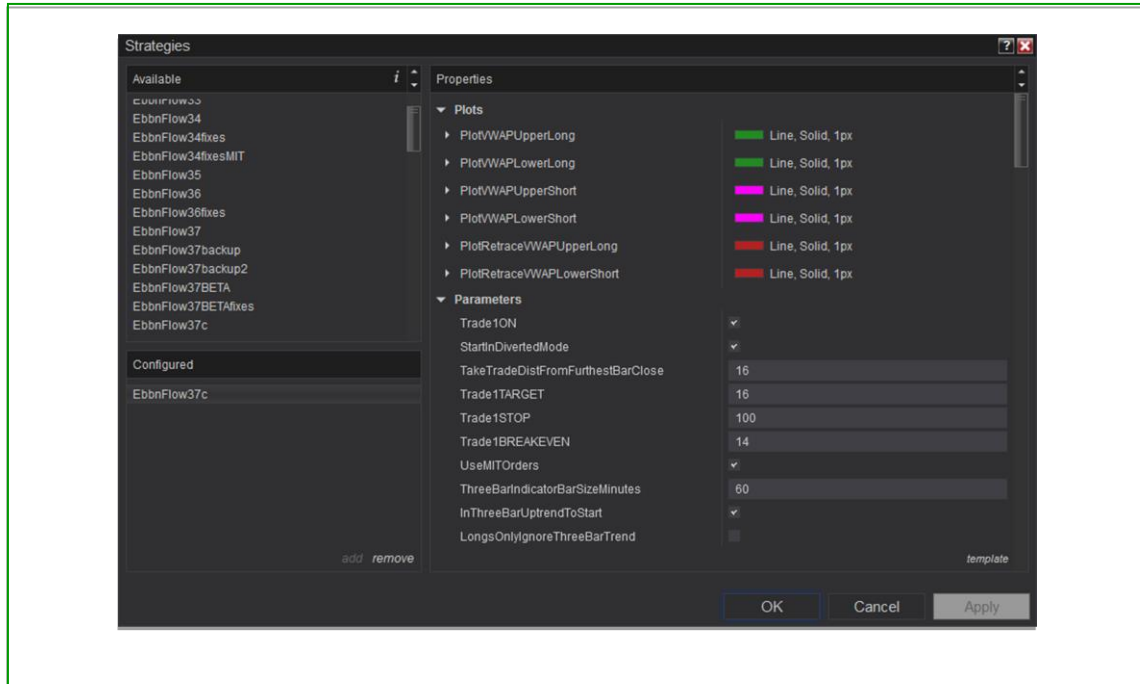 Strategies
?
Available
i
EbbnFlow33
EbbnFlow34
EbbnFlow34fixes
EbbnFlow34fixesMIT
EbbnFlow35
EbbnFlow36
EbbnFlow36fixes
EbbnFlow37
EbbnFlow37backup
EbbnFlow37backup2
EbbnFlow37BETA
EbbnFlow37BETAfixes
EbbnFlow37c
Configured
EbbnFlow37c
add remove
Properties
Plots
PlotVWAPUpperLong Line, Solid, 1px
PlotVWAPLowerLong Line, Solid, 1px
PlotVWAPUpperShort Line, Solid, 1px
PlotVWAPLowerShort Line, Solid, 1px
PlotRetraceVWAPUpperLong Line, Solid, 1px
PlotRetraceVWAPLowerShort Line, Solid, 1px
Parameters
Trade1ON
StartInDivertedMode
TakeTradeDistFromFurthestBarClose 16
Trade1TARGET 16
Trade1STOP 100
Trade1BREAKEVEN 14
UseMITOrders
ThreeBarIndicatorBarSizeMinutes 60
InThreeBarUptrendToStart
LongsOnlyIgnoreThreeBarTrend
template
OK Cancel Apply